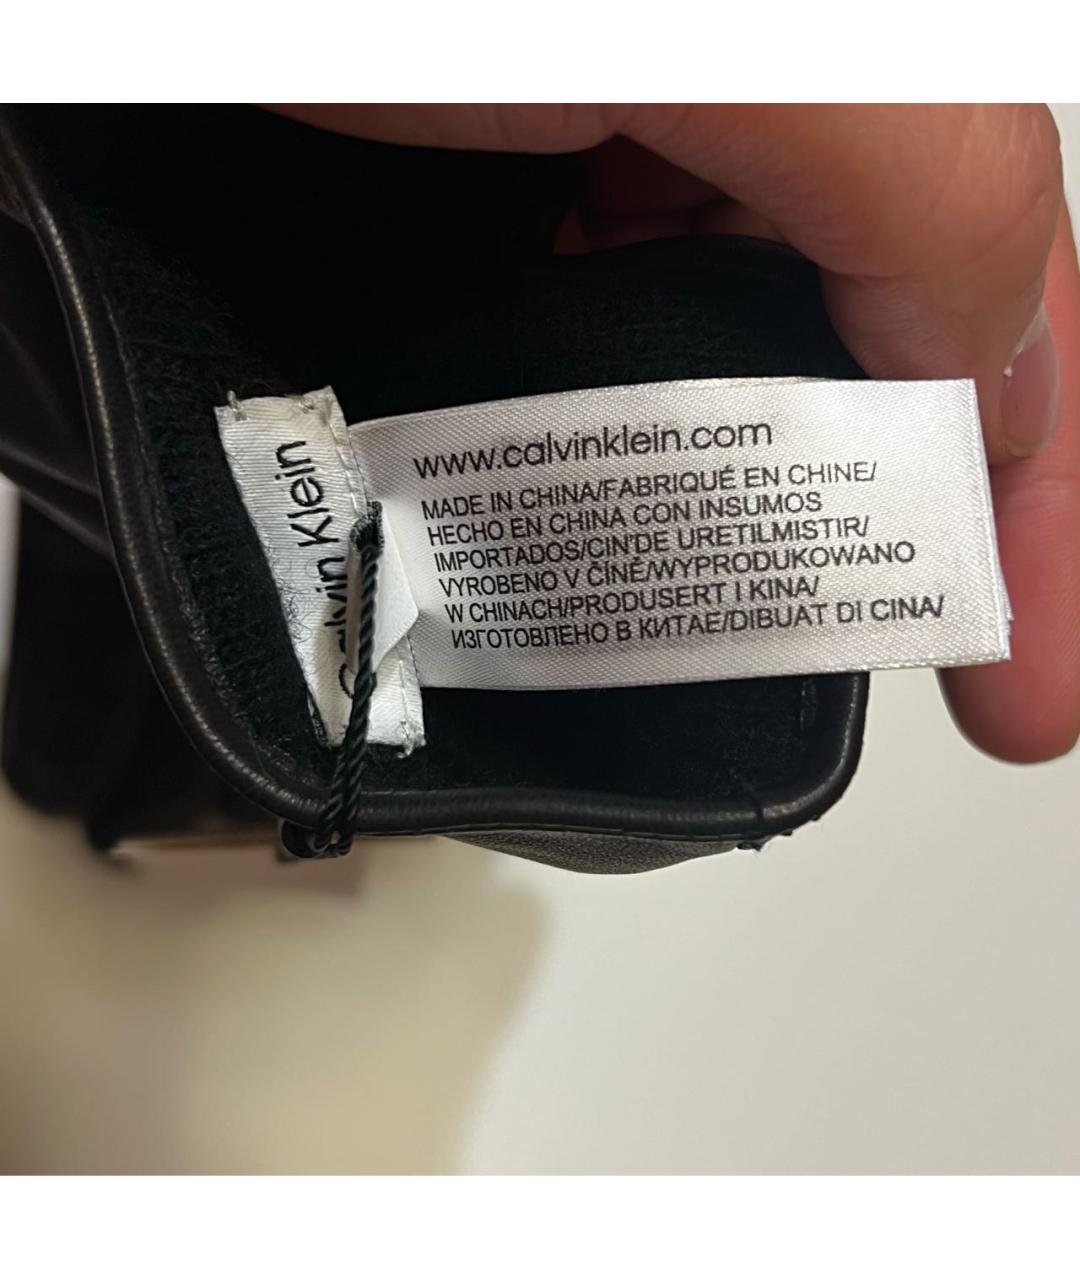 Calvin Klein
www.calvinklein.com
MADE IN CHINA/FABRIQUÉ EN CHINE/
HECHO EN CHINA CON INSUMOS
IMPORTADOS/CIN'DE URETILMISTIR/
VYROBENO V ČÍNĚ/WYPRODUKOWANO
W CHINACH/PRODUSERT I KINA/
ИЗГОТОВЛЕНО В КИТАЕ/DIBUAT DI CINA/